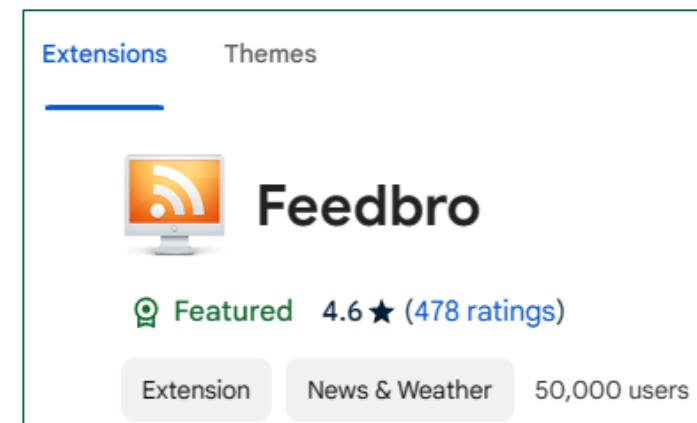 Extensions Themes
Feedbro
Featured 4.6★ (478 ratings)
Extension News & Weather 50,000 users